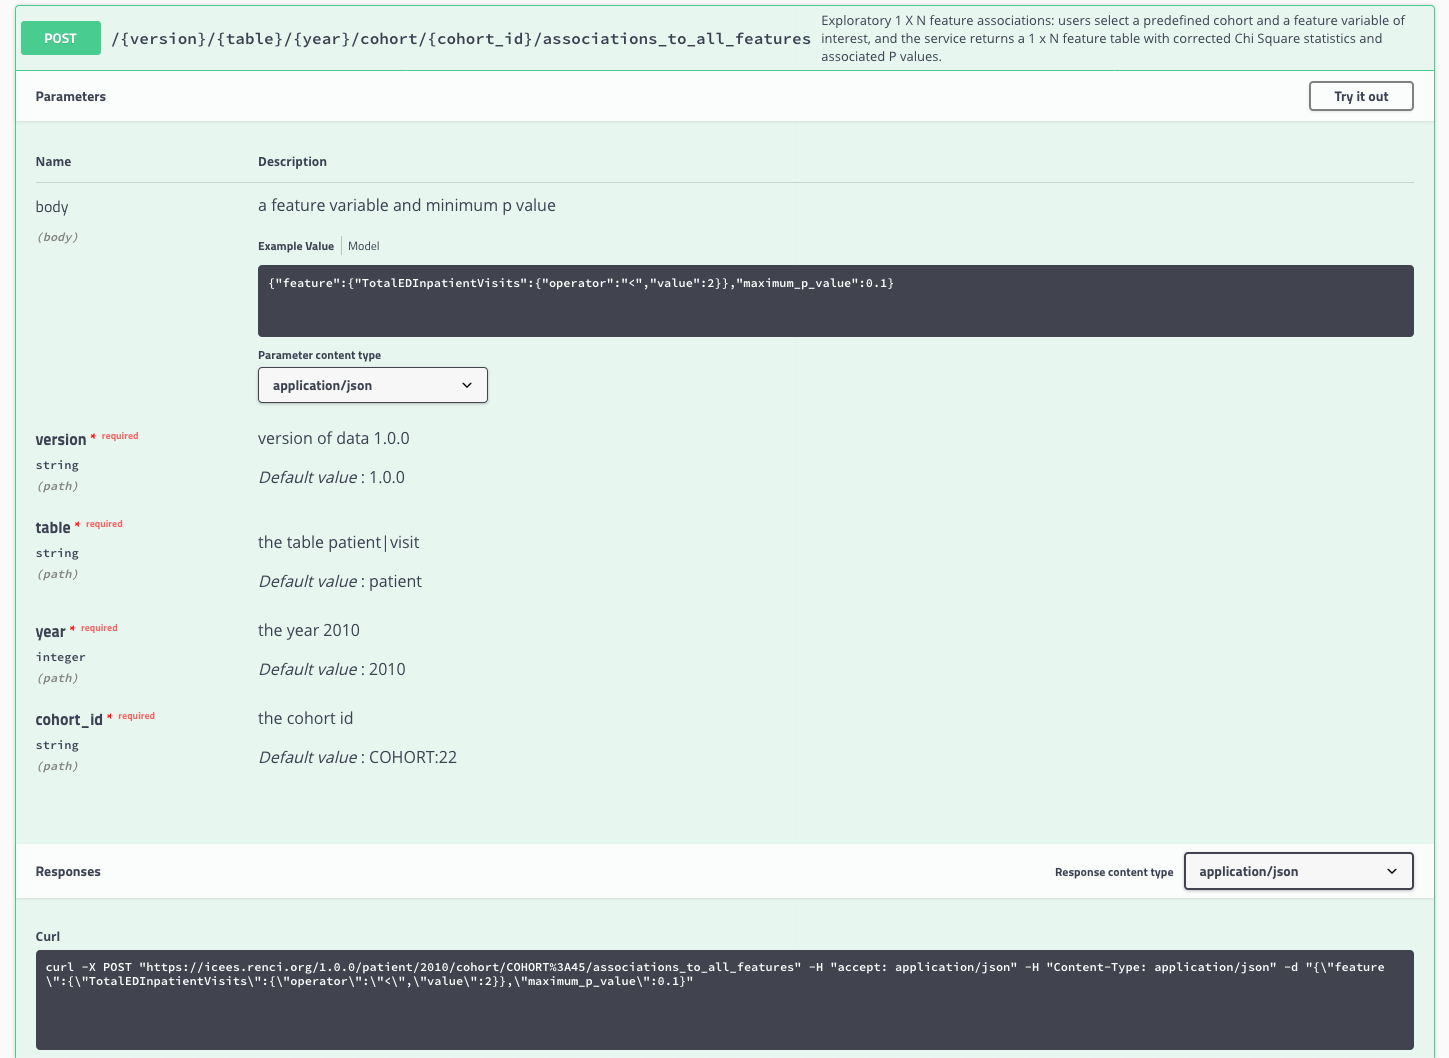 POST
/{version}/{table}/{year}/cohort/{cohort_id}/associations_to_all_features
Exploratory 1 X N feature associations: users select a predefined cohort and a feature variable of
interest, and the service returns a 1 x N feature table with corrected Chi Square statistics and
associated P values.
Parameters
Try it out
Name
Description
body
(body)
a feature variable and minimum p value
Example Value
Model
{"feature":{"TotalEDInpatientVisits":{"operator":"<","value":2}},"maximum_p_value":0.1}
Parameter content type
application/json
version * required
string
(path)
version of data 1.0.0
Default value : 1.0.0
table * required
string
(path)
the table patient|visit
Default value : patient
year * required
integer
(path)
the year 2010
Default value : 2010
cohort_id * required
string
(path)
the cohort id
Default value : COHORT:22
Responses
Response content type
application/json
Curl
curl -X POST "https://icees.renci.org/1.0.0/patient/2010/cohort/COHORT%3A45/associations_to_all_features" -H "accept: application/json" -H "Content-Type: application/json" -d "{\"feature
\":{\"TotalEDInpatientVisits\":{\"operator\":\"<\",\"value\":2}},\"maximum_p_value\":0.1}"